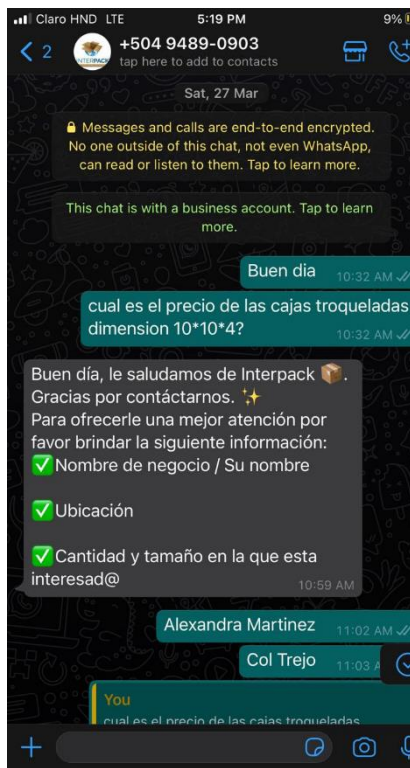 Claro HND LTE 5:19 PM 9%
2
INTERPACK
+504 9489-0903
tap here to add to contacts
Sat, 27 Mar
Messages and calls are end-to-end encrypted.
No one outside of this chat, not even WhatsApp,
can read or listen to them. Tap to learn more.
This chat is with a business account. Tap to learn
more.
Buen dia 10:32 AM
cual es el precio de las cajas troqueladas
dimension 10*10*4? 10:32 AM
Buen día, le saludamos de Interpack 📦.
Gracias por contáctarnos. ✨
Para ofrecerle una mejor atención por
favor brindar la siguiente información:
✅Nombre de negocio / Su nombre
✅Ubicación
✅Cantidad y tamaño en la que esta
interesad@ 10:59 AM
Alexandra Martinez 11:02 AM
Col Trejo 11:03
You
cual es el precio de las cajas troqueladas